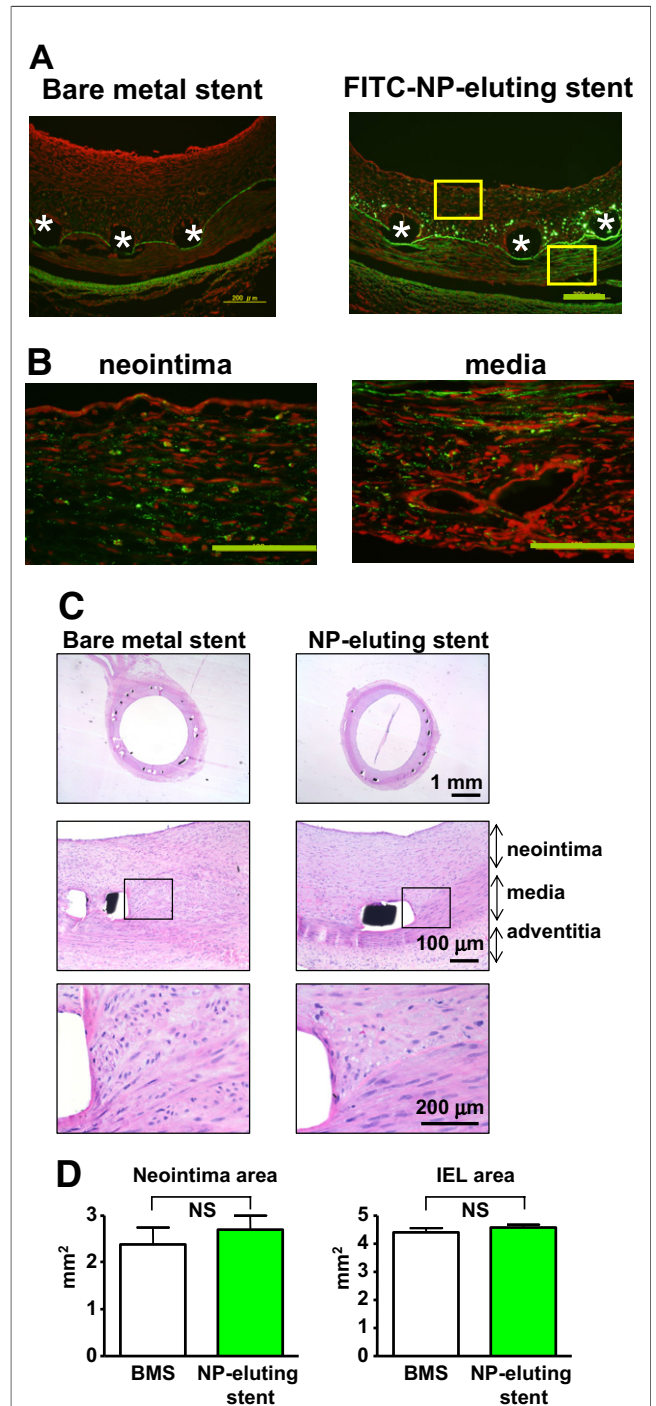 A
Bare metal stent
FITC-NP-eluting stent
*
*
*
*
*
*
200 μm
B
neointima
media
C
Bare metal stent
NP-eluting stent
1 mm
neointima
media
adventitia
100 μm
200 μm
D
Neointima area
NS
3
2
1
0
mm²
BMS
NP-eluting
stent
IEL area
NS
5
4
3
2
1
0
mm²
BMS
NP-eluting
stent